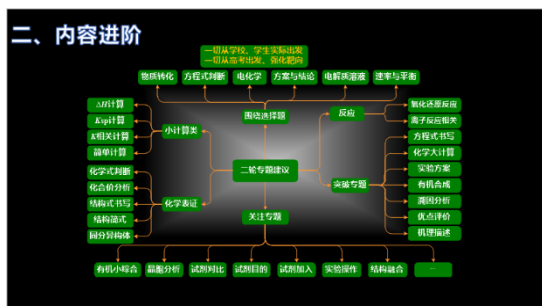 二、内容进阶
一切从学校、学生实际出发
一切从高考出发、强化靶向
物质转化
方程式判断
电化学
方案与结论
电解质溶液
速率与平衡
围绕选择题
反应
氧化还原反应
离子反应相关
ΔH计算
Ksp计算
K相关计算
简单计算
小计算类
二轮专题建议
突破专题
方程式书写
化学大计算
实验方案
有机合成
溯因分析
优点评价
机理描述
化学式判断
化合价分析
结构式书写
结构简式
同分异构体
化学表征
关注专题
有机小综合
晶胞分析
试剂对比
试剂目的
试剂加入
实验操作
结构融合
...